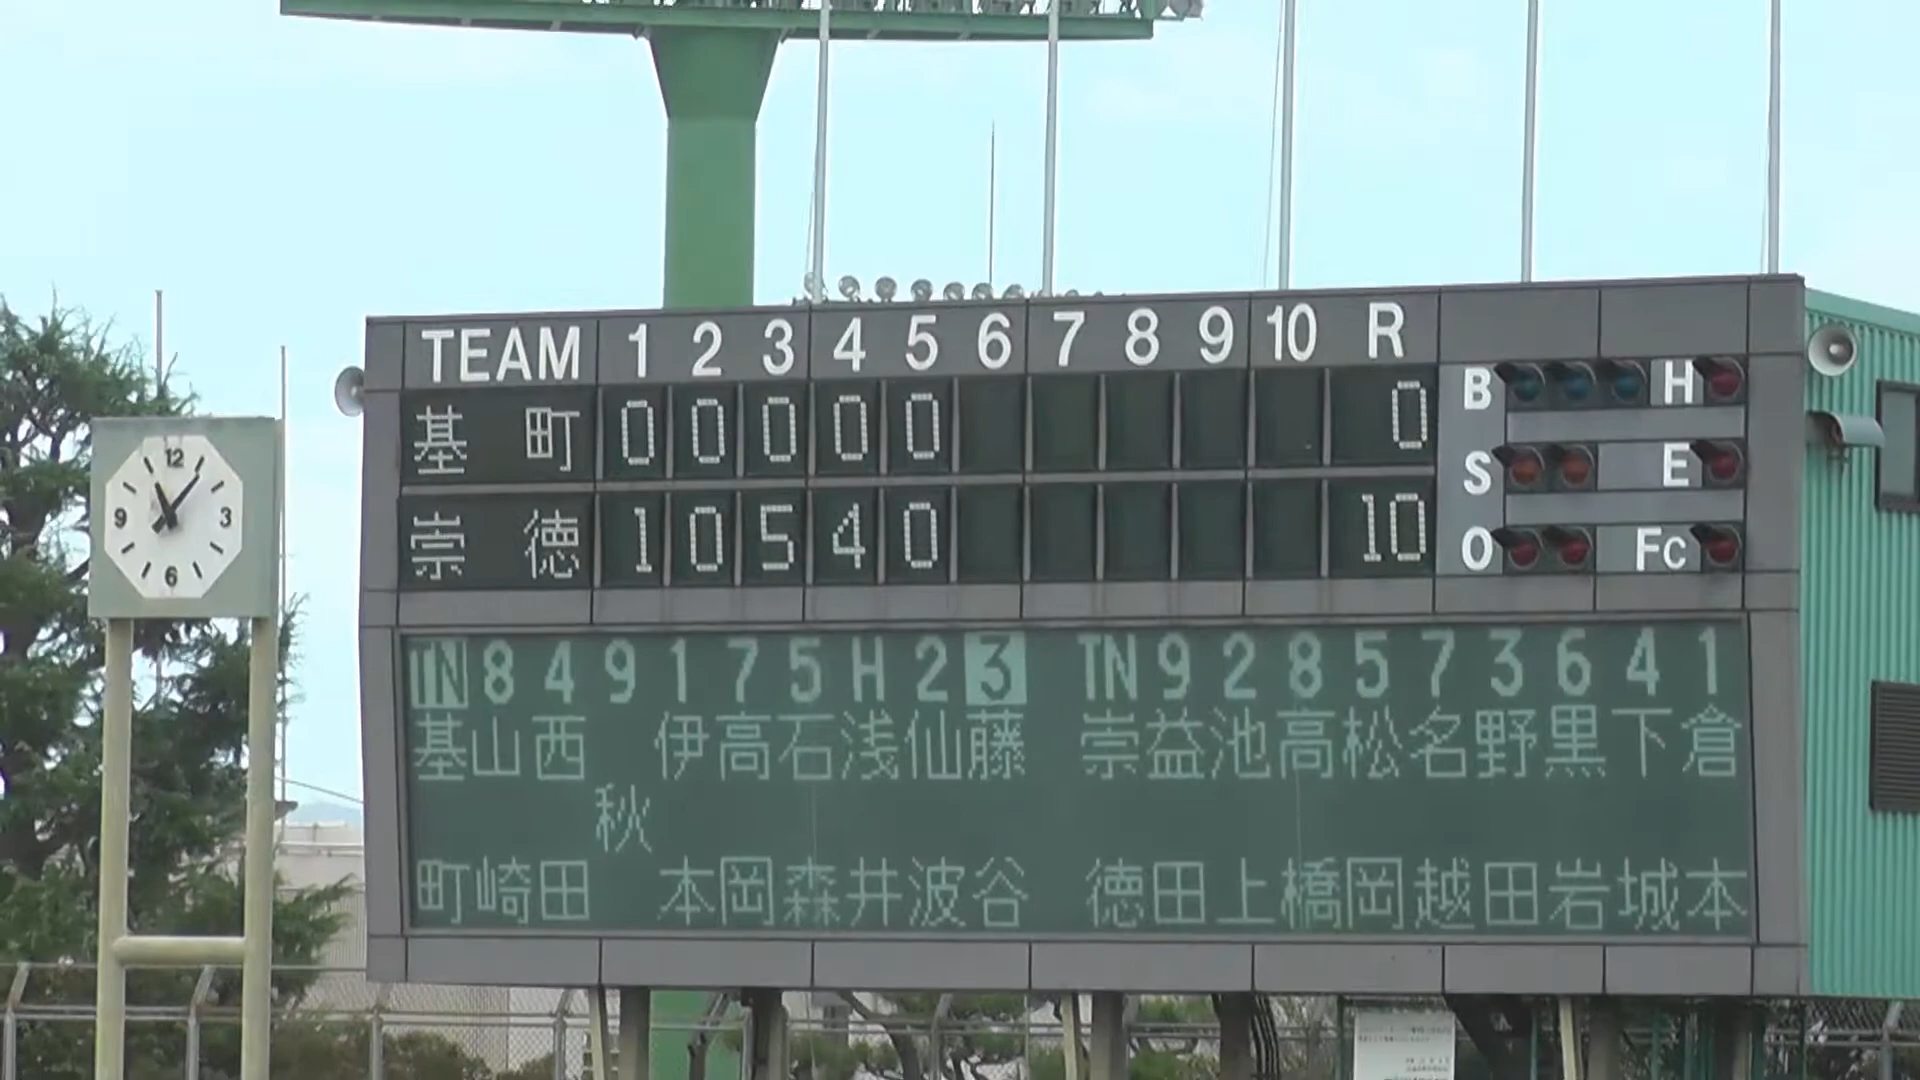 TEAM 1 2 3 4 5 6 7 8 9 10 R
基町 0 0 0 0 0 0
崇徳 1 0 5 4 0 10
B H
S E
O Fc
12
9 3
6
TN 8 4 9 1 7 5 H 2 3 TN 9 2 8 5 7 3 6 4 1
基町 山崎 西田 秋 伊本 高岡 石森 浅井 仙波 藤谷 崇徳 益田 池上 高橋 松岡 名越 野田 黒岩 下城 倉本